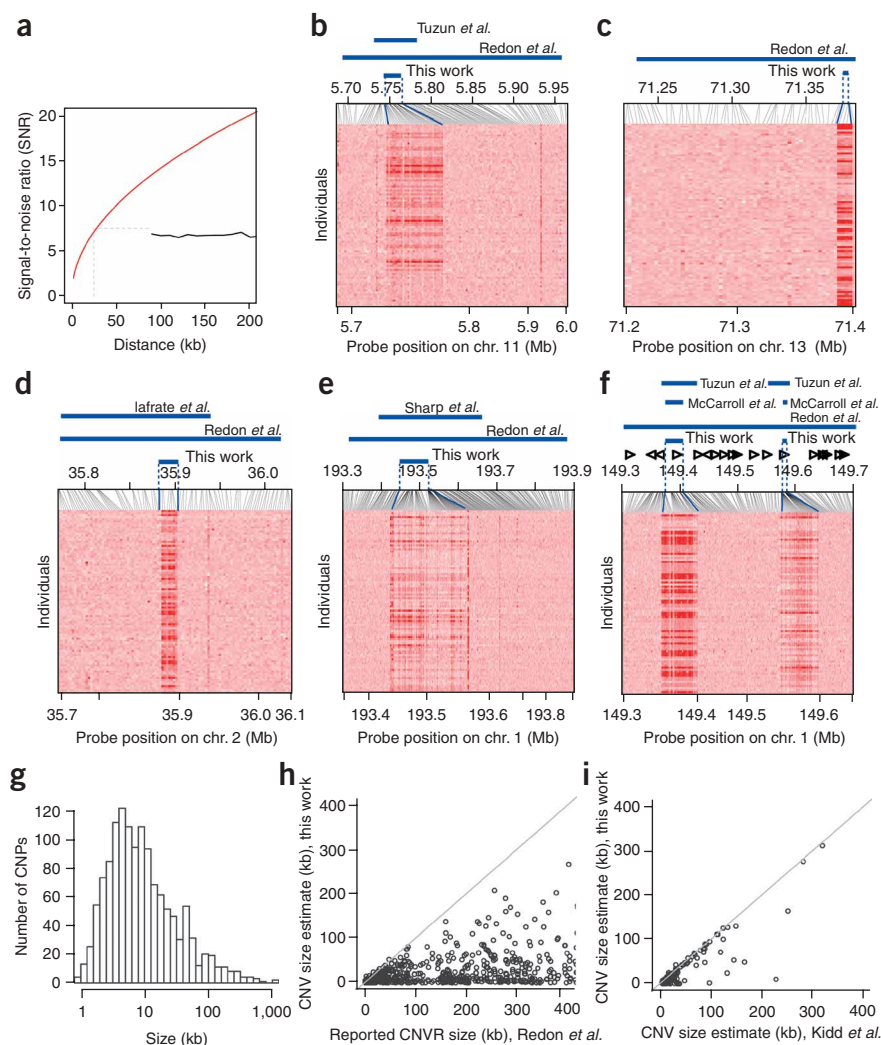 a
Signal-to-noise ratio (SNR)
20
15
10
5
0
0 50 100 150 200
Distance (kb)
b
Tuzun et al.
Redon et al.
This work
5.70 5.75 5.80 5.85 5.90 5.95
Individuals
5.7 5.8 5.9 6.0
Probe position on chr. 11 (Mb)
c
Redon et al.
This work
71.25 71.30 71.35
71.2 71.3 71.4
Probe position on chr. 13 (Mb)
d
Iafrate et al.
Redon et al.
This work
35.8 35.9 36.0
Individuals
35.7 35.9 36.0 36.1
Probe position on chr. 2 (Mb)
e
Sharp et al.
Redon et al.
This work
193.3 193.5 193.7 193.9
Individuals
193.4 193.5 193.6 193.8
Probe position on chr. 1 (Mb)
f
Tuzun et al. Tuzun et al.
McCarroll et al. McCarroll et al.
Redon et al.
This work This work
149.3 149.4 149.5 149.6 149.7
Individuals
149.3 149.4 149.5 149.6
Probe position on chr. 1 (Mb)
g
Number of CNPs
120
100
80
60
40
20
0
1 10 100 1,000
Size (kb)
h
CNV size estimate (kb), this work
400
300
200
100
0
0 100 200 300 400
Reported CNVR size (kb), Redon et al.
i
CNV size estimate (kb), this work
400
300
200
100
0
0 100 200 300 400
CNV size estimate (kb), Kidd et al.